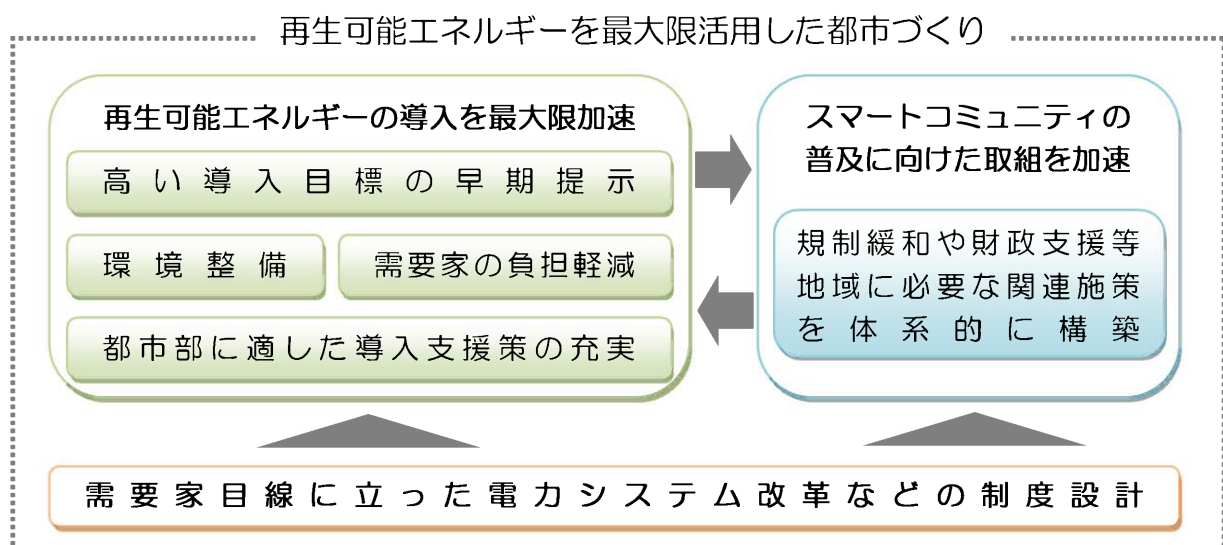 再生可能エネルギーを最大限活用した都市づくり
再生可能エネルギーの導入を最大限加速
高い導入目標の早期提示
環境整備
需要家の負担軽減
都市部に適した導入支援策の充実
スマートコミュニティの
普及に向けた取組を加速
規制緩和や財政支援等
地域に必要な関連施策
を体系的に構築
需要家目線に立った電力システム改革などの制度設計